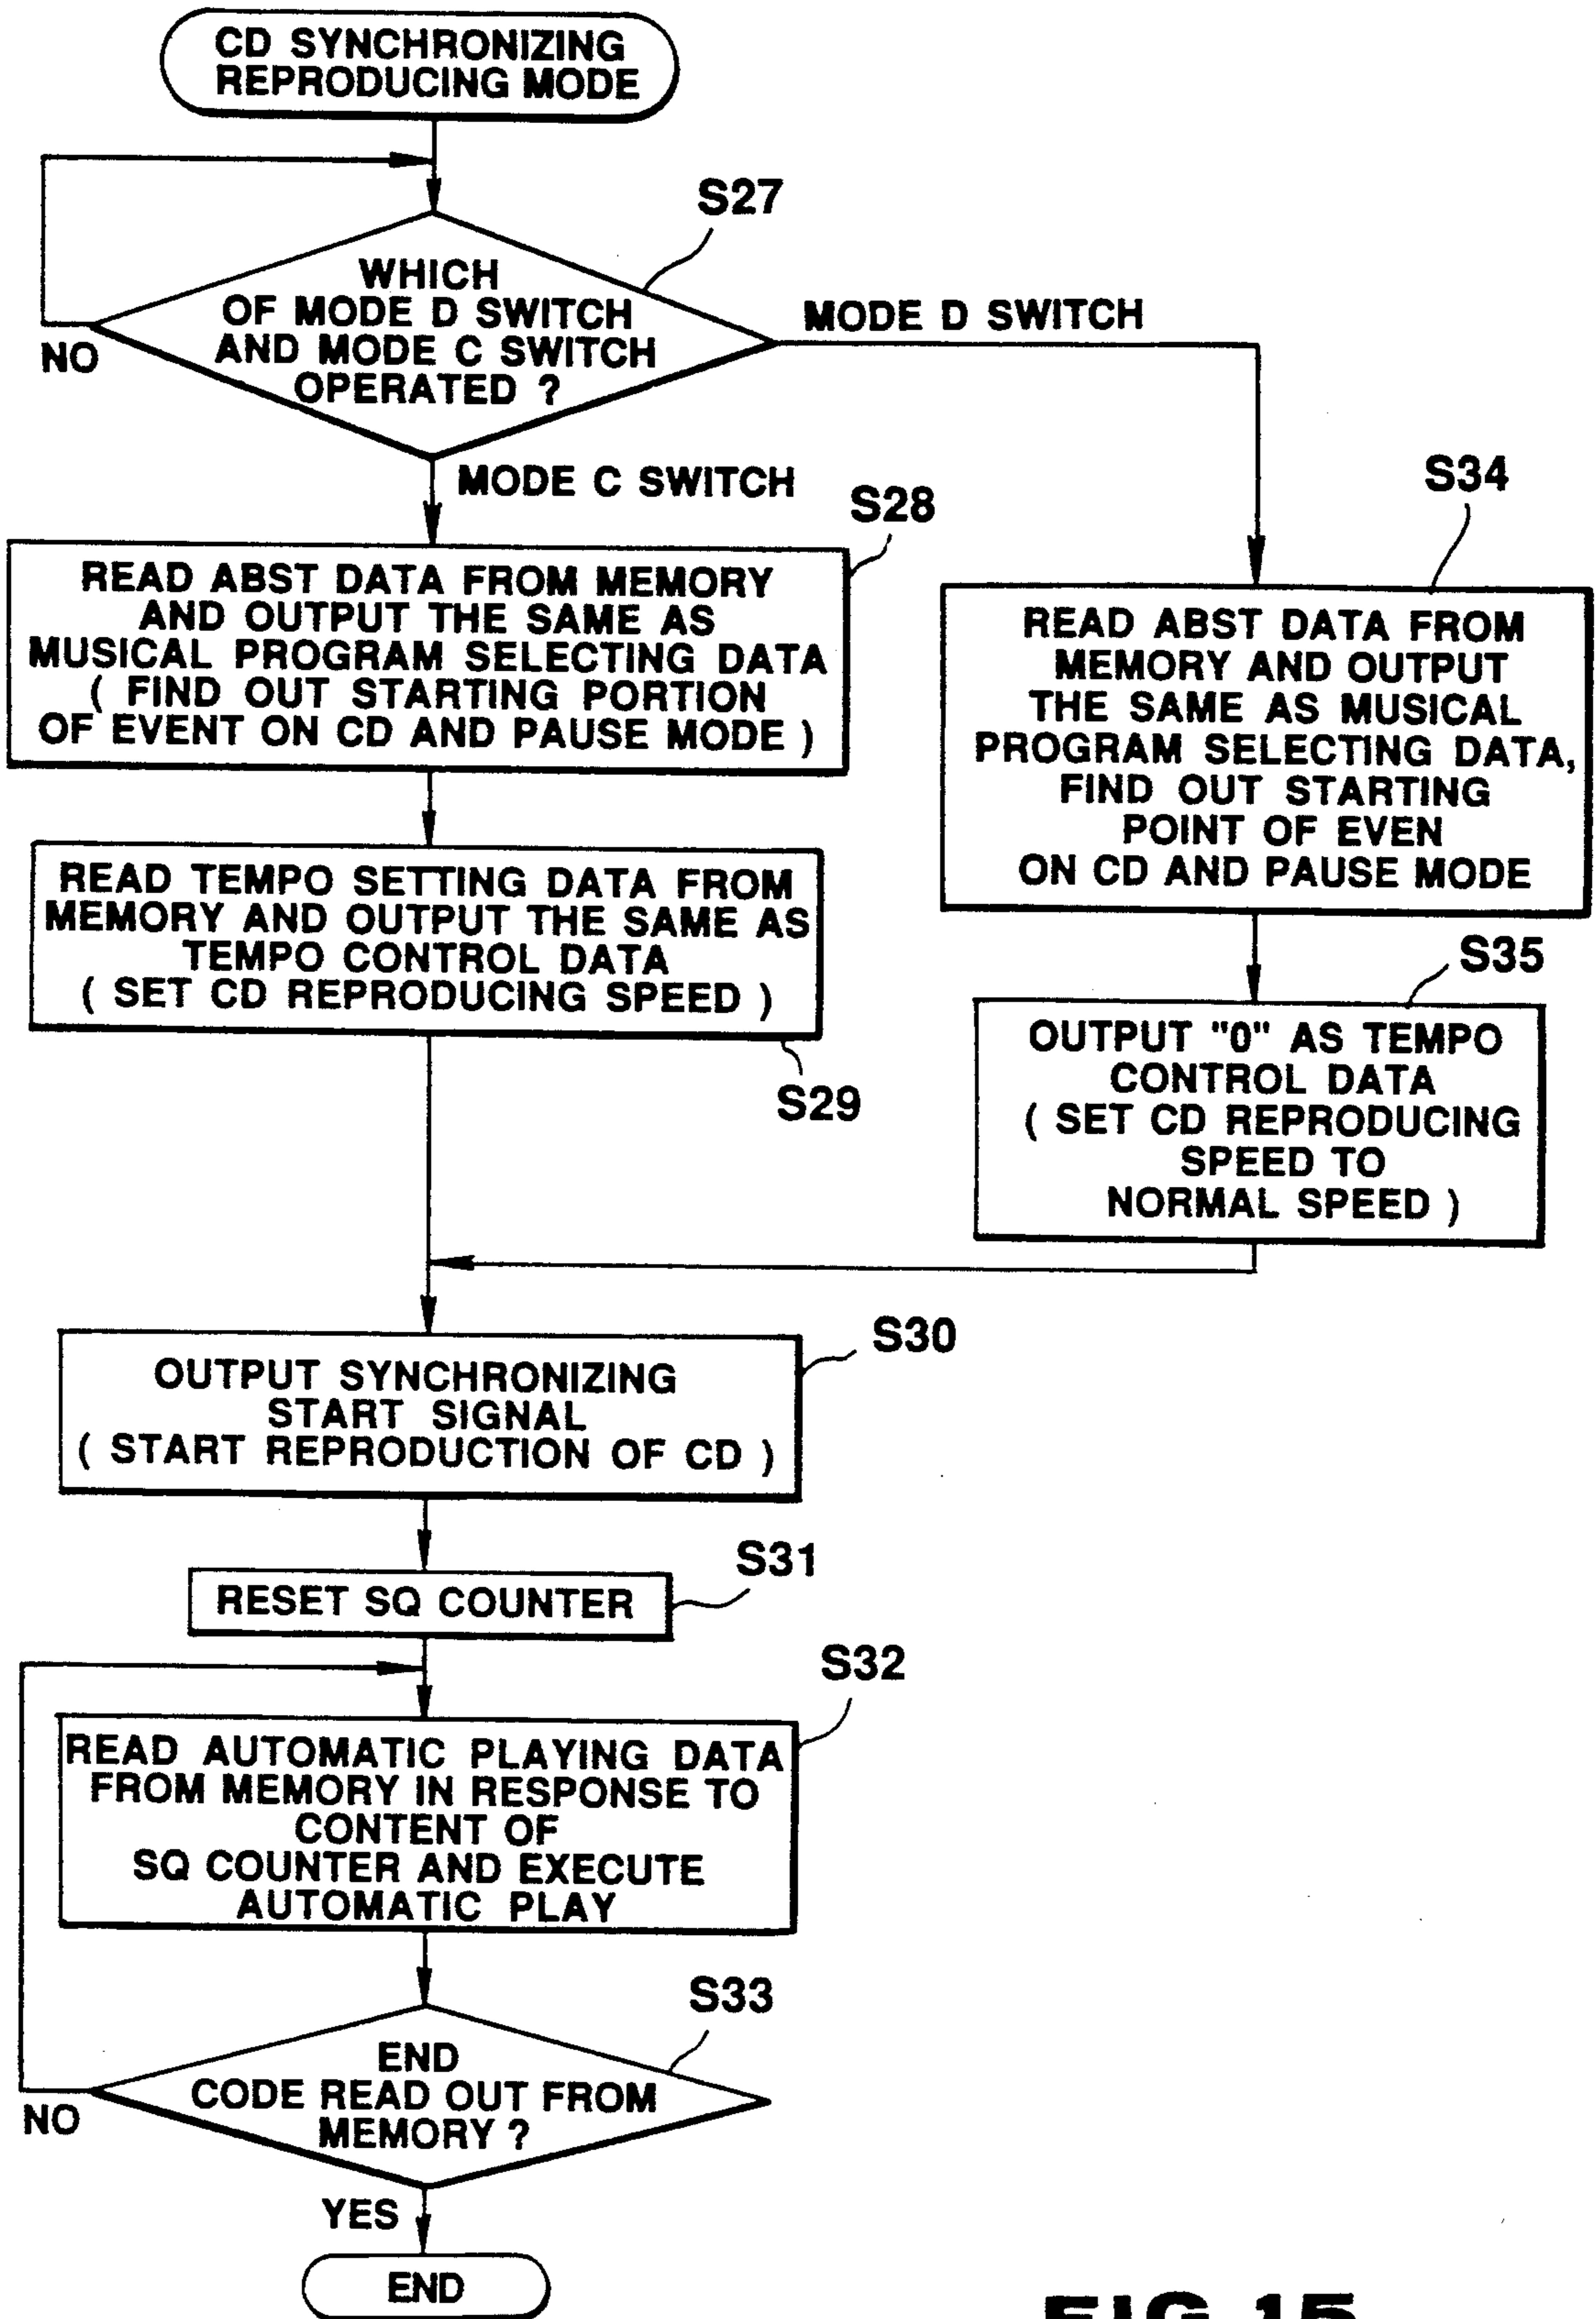 CD SYNCHRONIZING
REPRODUCING MODE
S27
WHICH
OF MODE D SWITCH
AND MODE C SWITCH
OPERATED ?
NO
MODE D SWITCH
MODE C SWITCH
S28
READ ABST DATA FROM MEMORY
AND OUTPUT THE SAME AS
MUSICAL PROGRAM SELECTING DATA
( FIND OUT STARTING PORTION
OF EVENT ON CD AND PAUSE MODE )
S34
READ ABST DATA FROM
MEMORY AND OUTPUT
THE SAME AS MUSICAL
PROGRAM SELECTING DATA,
FIND OUT STARTING
POINT OF EVEN
ON CD AND PAUSE MODE
READ TEMPO SETTING DATA FROM
MEMORY AND OUTPUT THE SAME AS
TEMPO CONTROL DATA
( SET CD REPRODUCING SPEED )
S29
S35
OUTPUT "0" AS TEMPO
CONTROL DATA
( SET CD REPRODUCING
SPEED TO
NORMAL SPEED )
S30
OUTPUT SYNCHRONIZING
START SIGNAL
( START REPRODUCTION OF CD )
S31
RESET SQ COUNTER
S32
READ AUTOMATIC PLAYING DATA
FROM MEMORY IN RESPONSE TO
CONTENT OF
SQ COUNTER AND EXECUTE
AUTOMATIC PLAY
S33
END
CODE READ OUT FROM
MEMORY ?
NO
YES
END
FIG.15